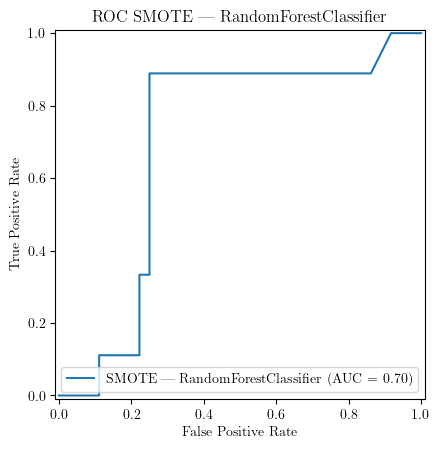 ROC SMOTE — RandomForestClassifier
1.0
0.8
0.6
0.4
0.2
0.0
True Positive Rate
SMOTE — RandomForestClassifier (AUC = 0.70)
0.0 0.2 0.4 0.6 0.8 1.0
False Positive Rate